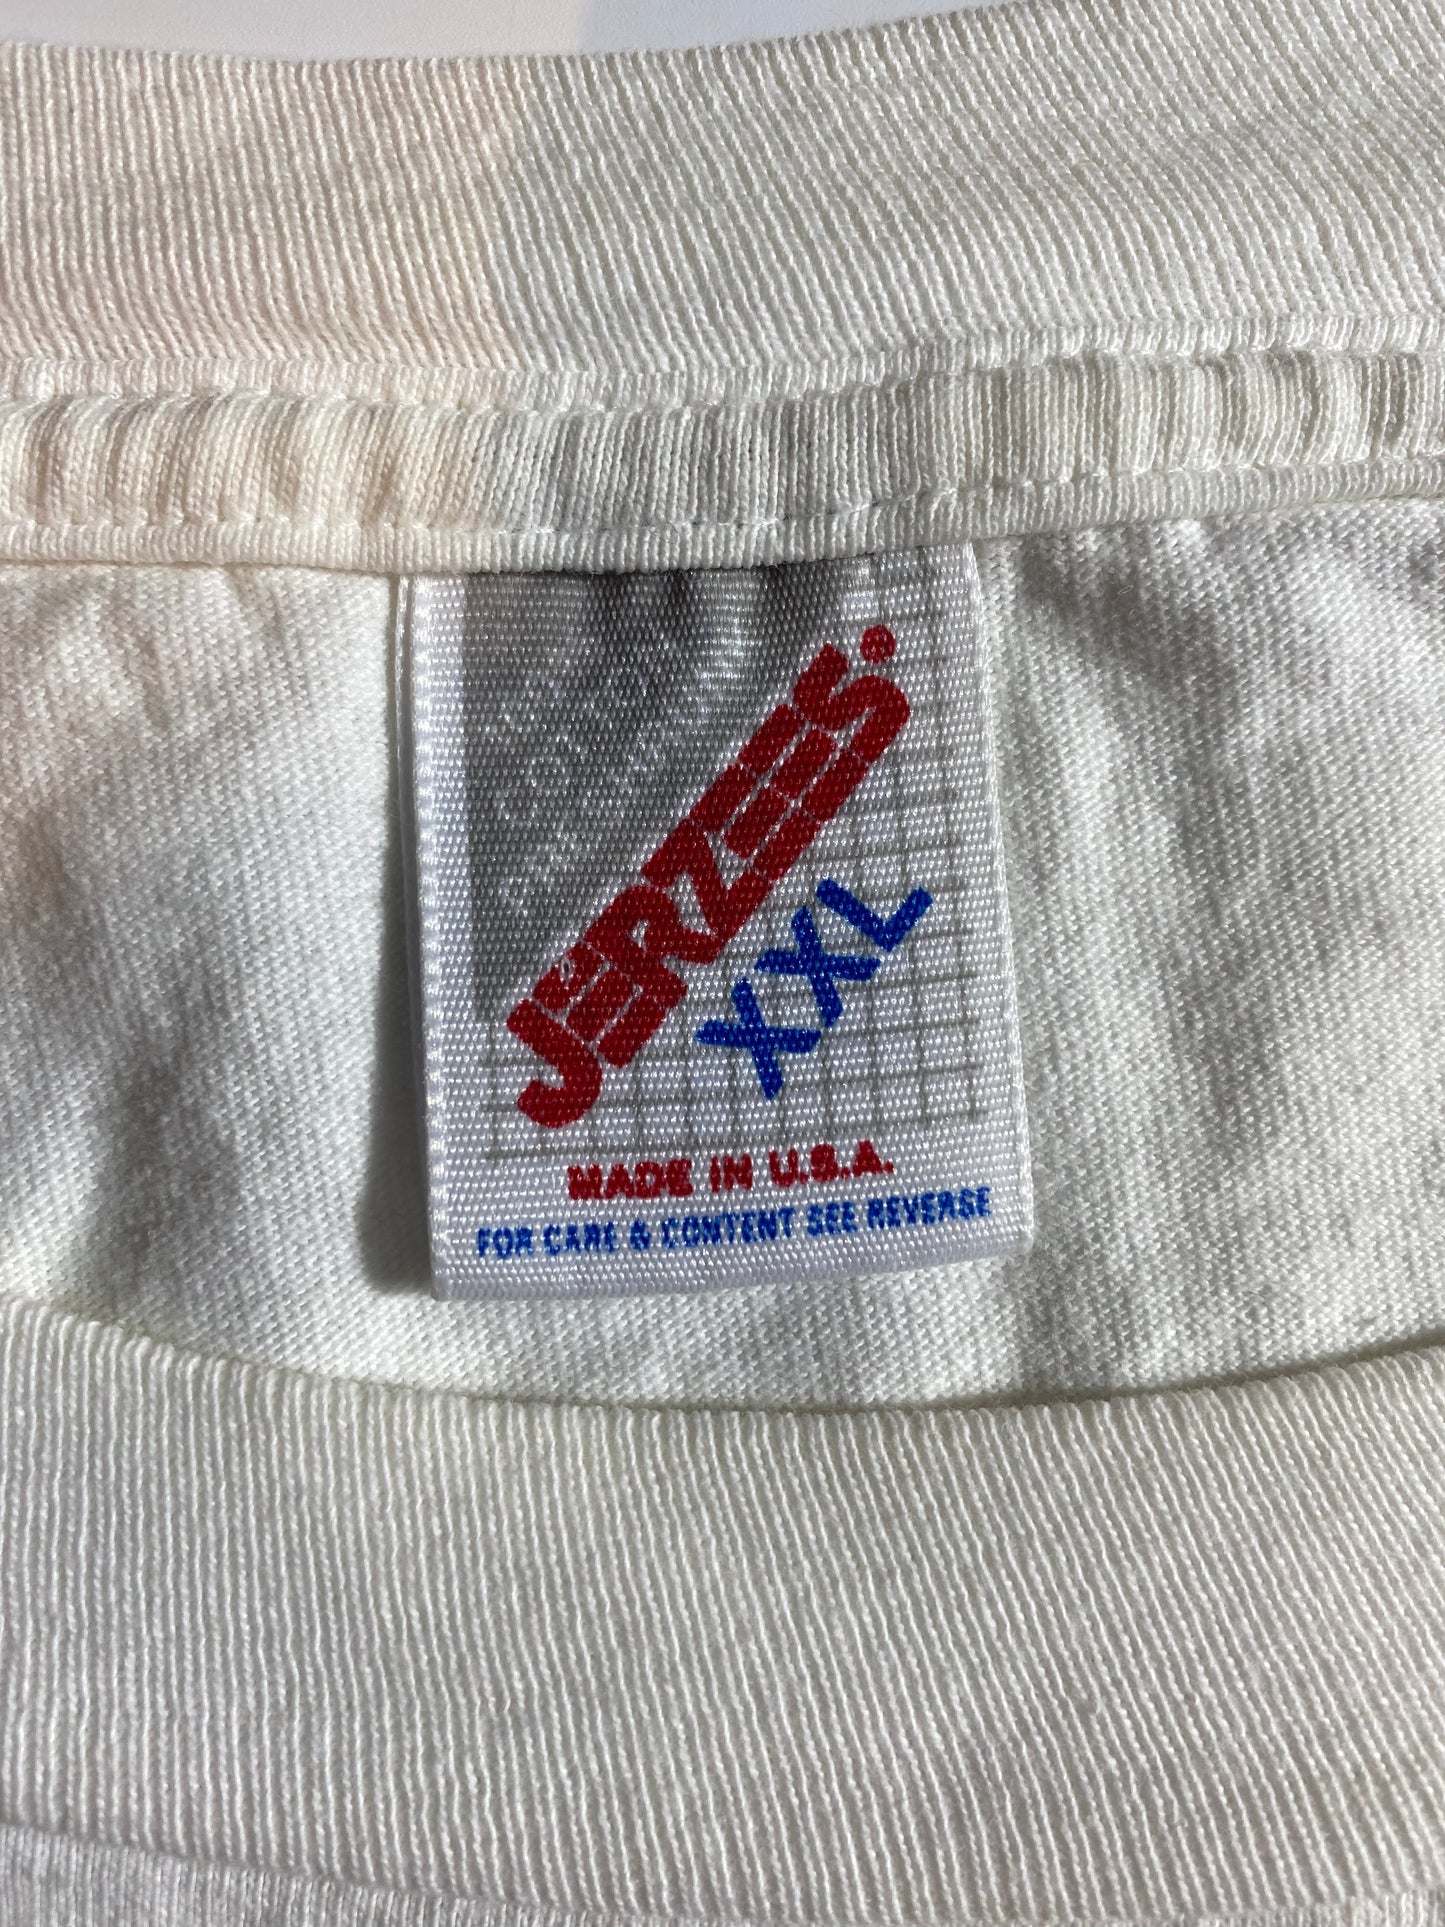 JERZEES.
XXL
MADE IN U.S.A.
FOR CARE & CONTENT SEE REVERSE